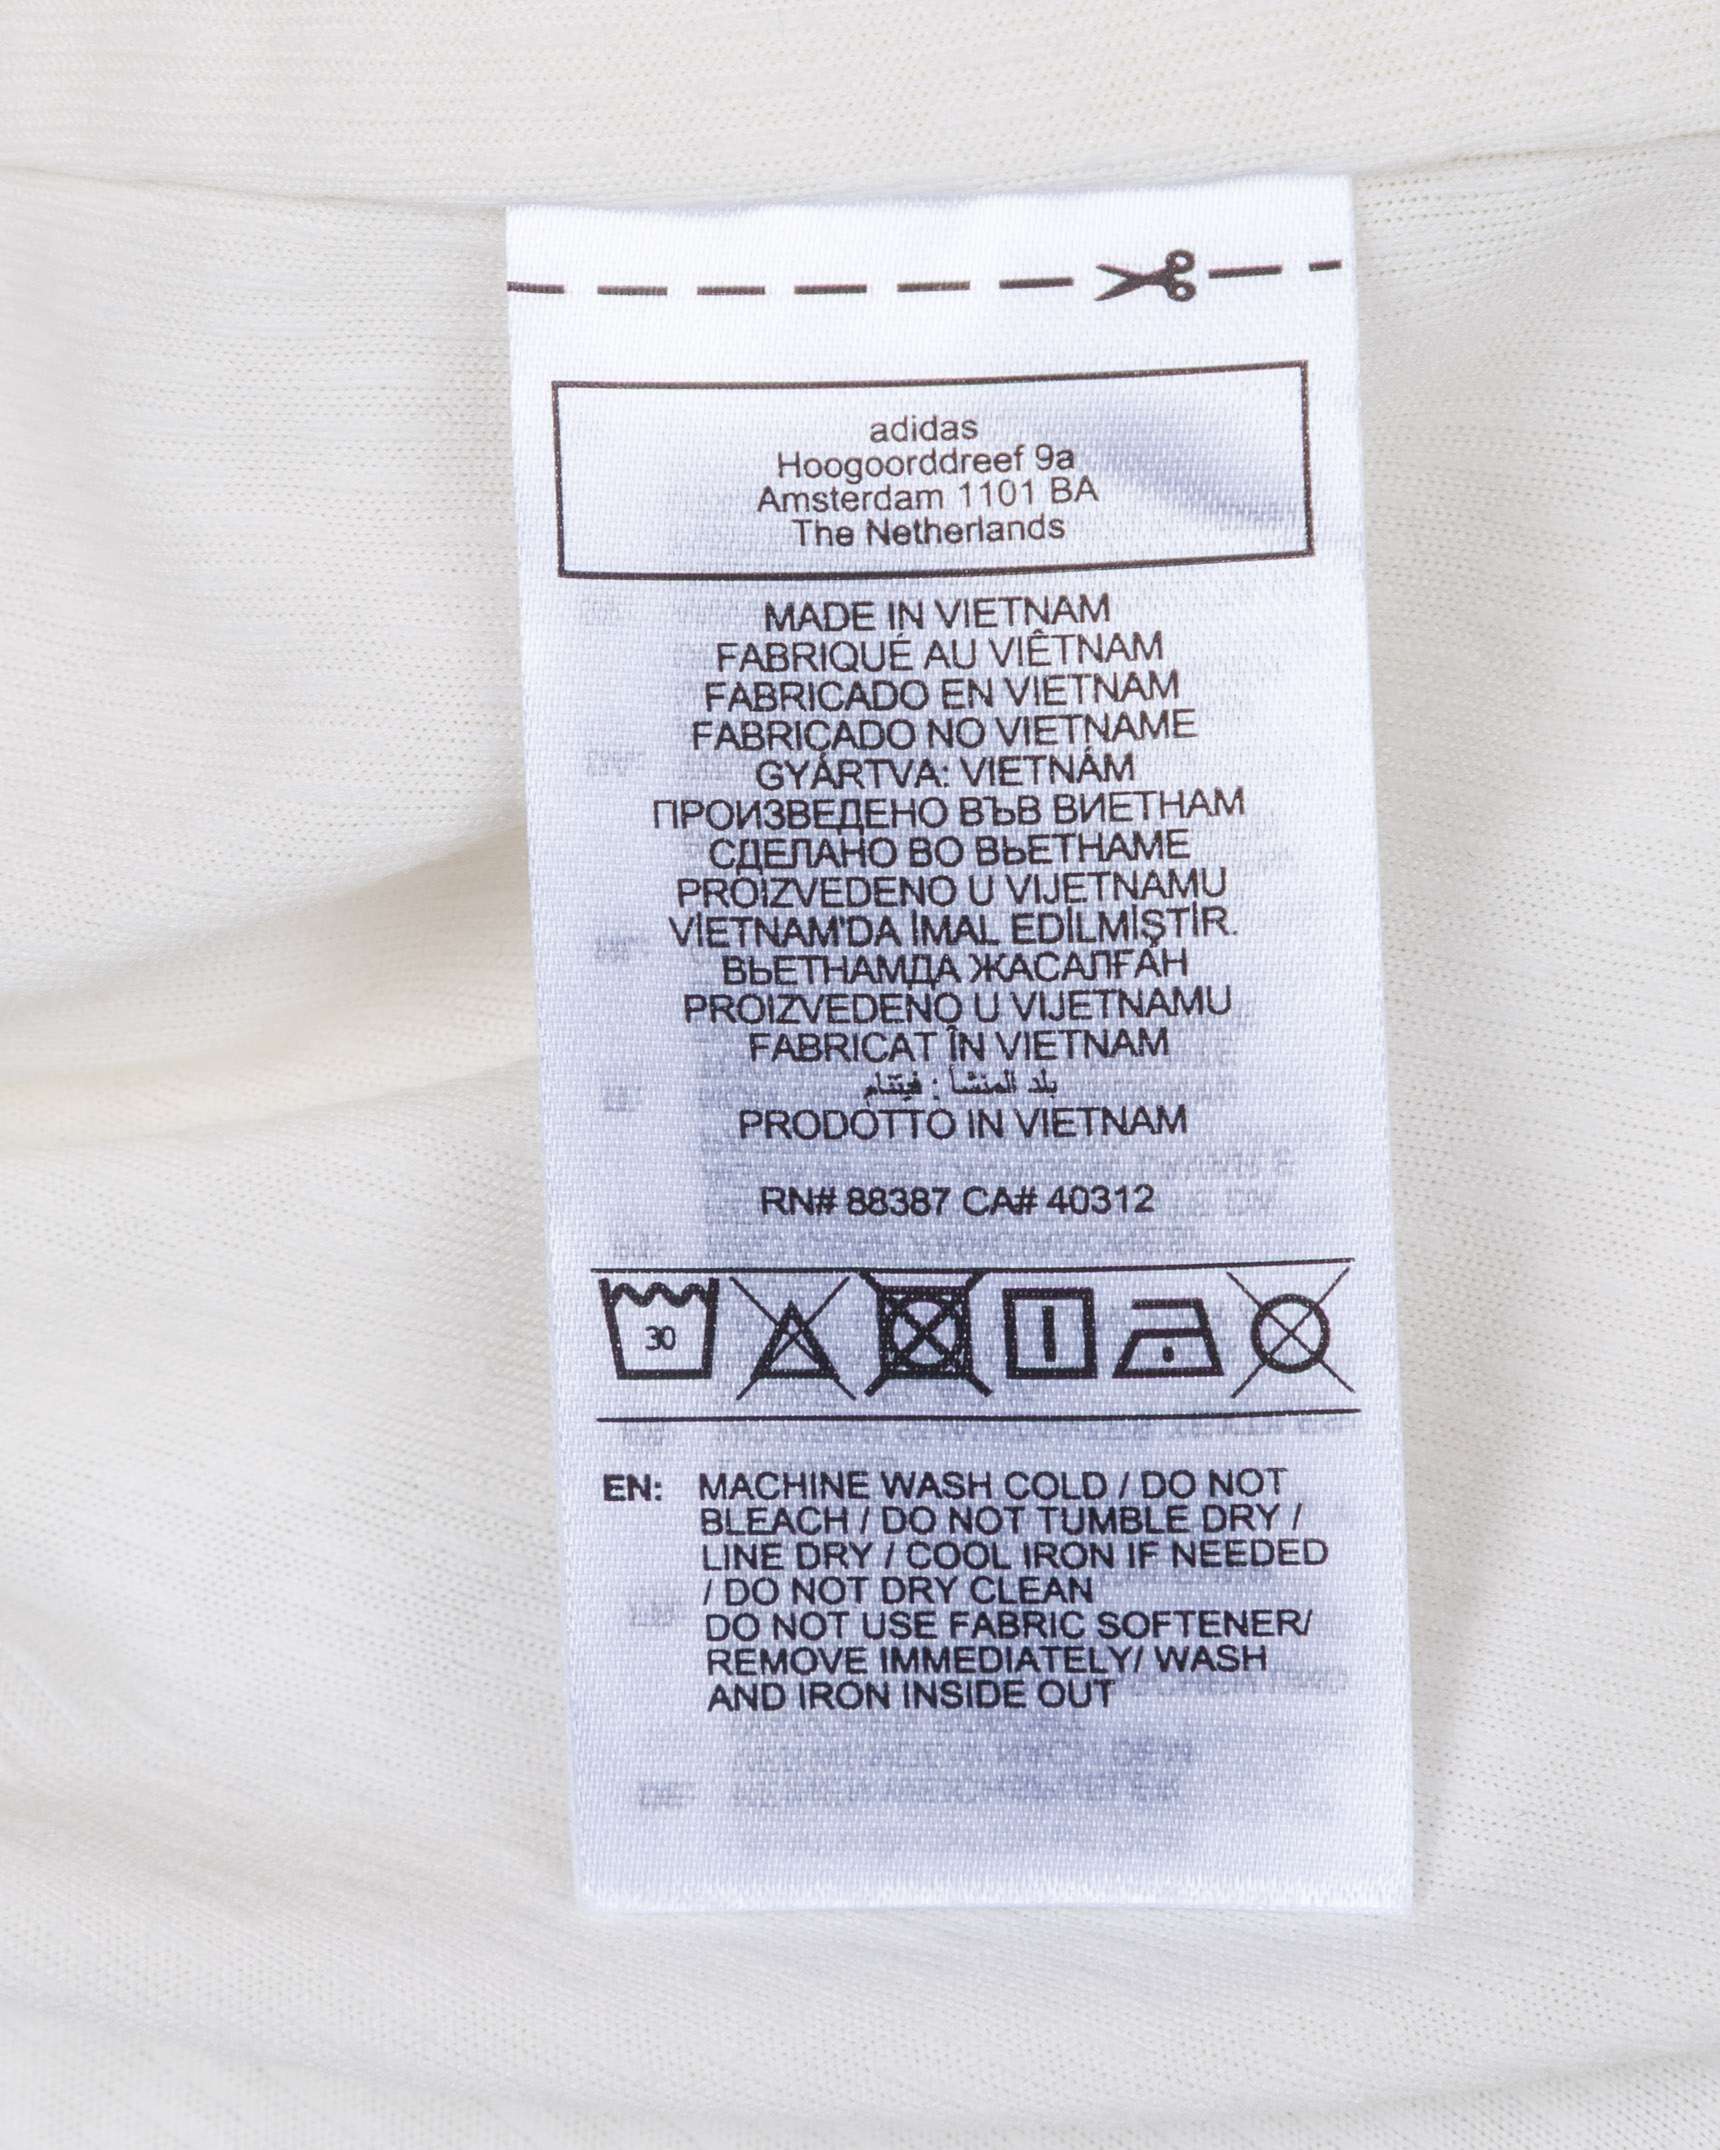 adidas
Hoogoorddreef 9a
Amsterdam 1101 BA
The Netherlands
MADE IN VIETNAM
FABRIQUÉ AU VIÊTNAM
FABRICADO EN VIETNAM
FABRICADO NO VIETNAME
GYÁRTVA: VIETNÁM
ПРОИЗВЕДЕНО ВЪВ ВИЕТНАМ
СДЕЛАНО ВО ВЬЕТНАМЕ
PROIZVEDENO U VIJETNAMU
VİETNAM'DA İMAL EDİLMİŞTİR.
ВЬЕТНАМДА ЖАСАЛҒАН
PROIZVEDENO U VIJETNAMU
FABRICAT ÎN VIETNAM
بلد المنشأ : فيتنام
PRODOTTO IN VIETNAM
RN# 88387 CA# 40312
30
EN: MACHINE WASH COLD / DO NOT
BLEACH / DO NOT TUMBLE DRY /
LINE DRY / COOL IRON IF NEEDED
/ DO NOT DRY CLEAN
DO NOT USE FABRIC SOFTENER/
REMOVE IMMEDIATELY/ WASH
AND IRON INSIDE OUT